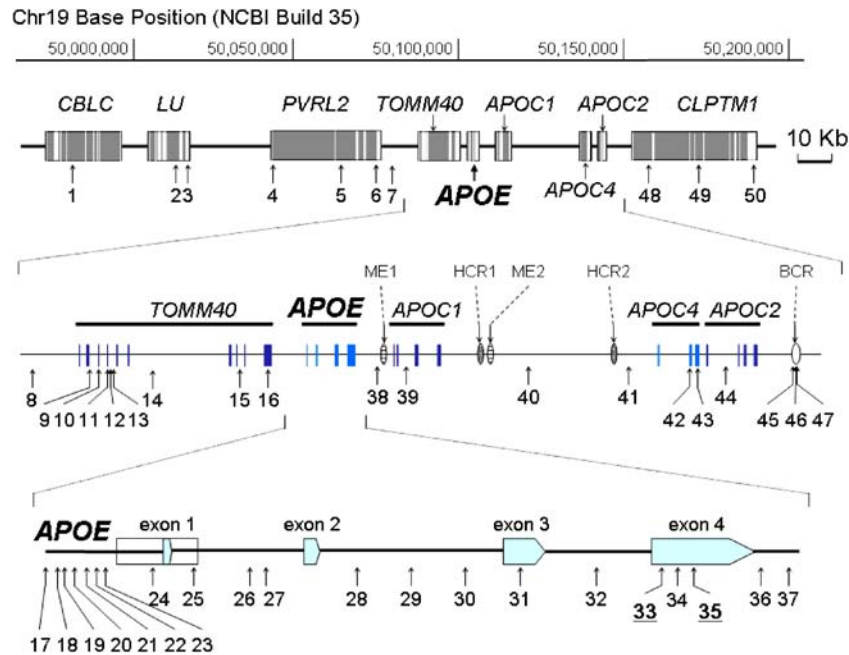 Chr19 Base Position (NCBI Build 35)
50,000,000 50,050,000 50,100,000 50,150,000 50,200,000
CBLC LU PVRL2 TOMM40 APOC1 APOC2 CLPTM1
10 Kb
1 2 3 4 5 6 7 APOE APOC4 48 49 50
ME1 HCR1 ME2 HCR2 BCR
TOMM40 APOE APOC1 APOC4 APOC2
8 14 15 16 38 39 40 41 42 43 44
9 10 11 12 13 45 46 47
APOE exon 1 exon 2 exon 3 exon 4
24 25 26 27 28 29 30 31 32 33 34 35 36 37
17 18 19 20 21 22 23